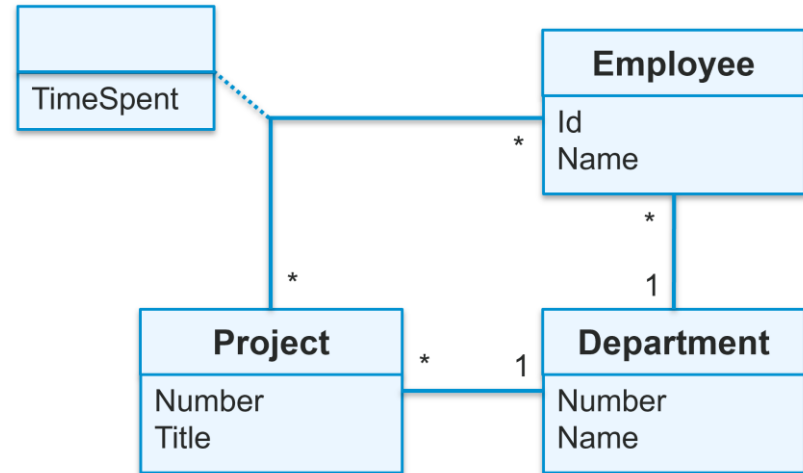 TimeSpent
Employee
Id
Name
*
*
1
*
Project
Number
Title
*
1
Department
Number
Name